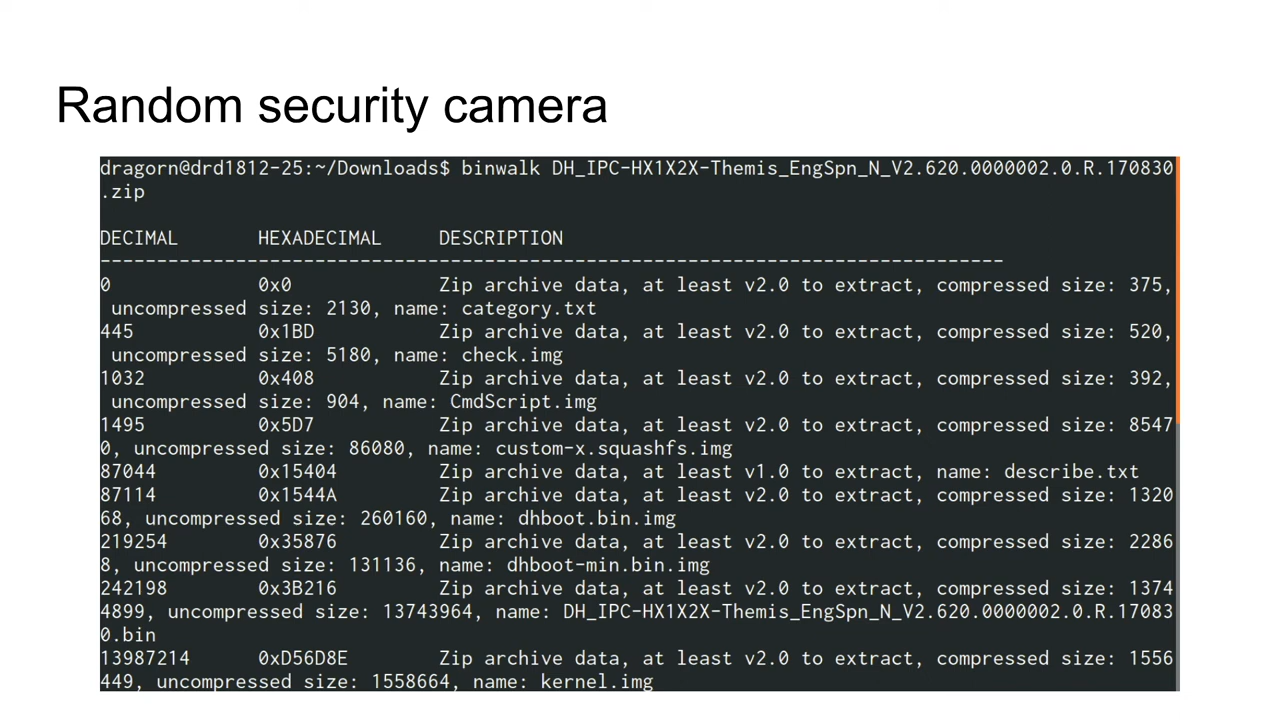 Random security camera
dragorn@drd1812-25:~/Downloads$ binwalk DH_IPC-HX1X2X-Themis_EngSpn_N_V2.620.0000002.0.R.170830
.zip
DECIMAL HEXADECIMAL DESCRIPTION
--------------------------------------------------------------------------------
0 0x0 Zip archive data, at least v2.0 to extract, compressed size: 375,
uncompressed size: 2130, name: category.txt
445 0x1BD Zip archive data, at least v2.0 to extract, compressed size: 520,
uncompressed size: 5180, name: check.img
1032 0x408 Zip archive data, at least v2.0 to extract, compressed size: 392,
uncompressed size: 904, name: CmdScript.img
1495 0x5D7 Zip archive data, at least v2.0 to extract, compressed size: 8547
0, uncompressed size: 86080, name: custom-x.squashfs.img
87044 0x15404 Zip archive data, at least v1.0 to extract, name: describe.txt
87114 0x1544A Zip archive data, at least v2.0 to extract, compressed size: 1320
68, uncompressed size: 260160, name: dhboot.bin.img
219254 0x35876 Zip archive data, at least v2.0 to extract, compressed size: 2286
8, uncompressed size: 131136, name: dhboot-min.bin.img
242198 0x3B216 Zip archive data, at least v2.0 to extract, compressed size: 1374
4899, uncompressed size: 13743964, name: DH_IPC-HX1X2X-Themis_EngSpn_N_V2.620.0000002.0.R.17083
0.bin
13987214 0xD56D8E Zip archive data, at least v2.0 to extract, compressed size: 1556
449, uncompressed size: 1558664, name: kernel.img